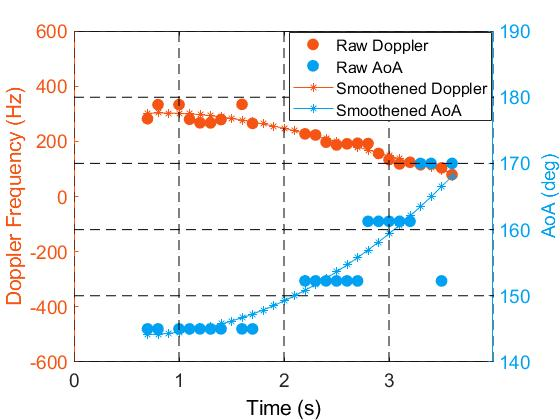 600
400
200
0
-200
-400
-600
Doppler Frequency (Hz)
190
180
170
160
150
140
AoA (deg)
Raw Doppler
Raw AoA
Smoothened Doppler
Smoothened AoA
0
1
2
3
Time (s)